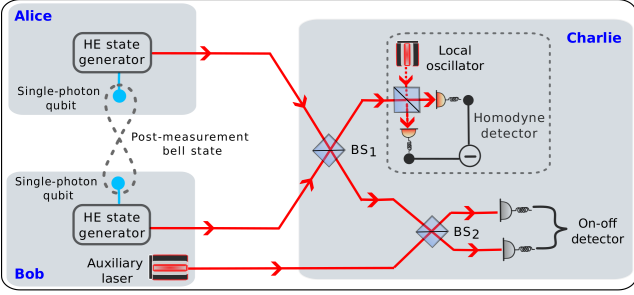 Alice
HE state
generator
Single-photon
qubit
Post-measurement
bell state
Single-photon
qubit
HE state
generator
Auxiliary
laser
Bob
Charlie
Local
oscillator
Homodyne
detector
BS1
BS2
On-off
detector